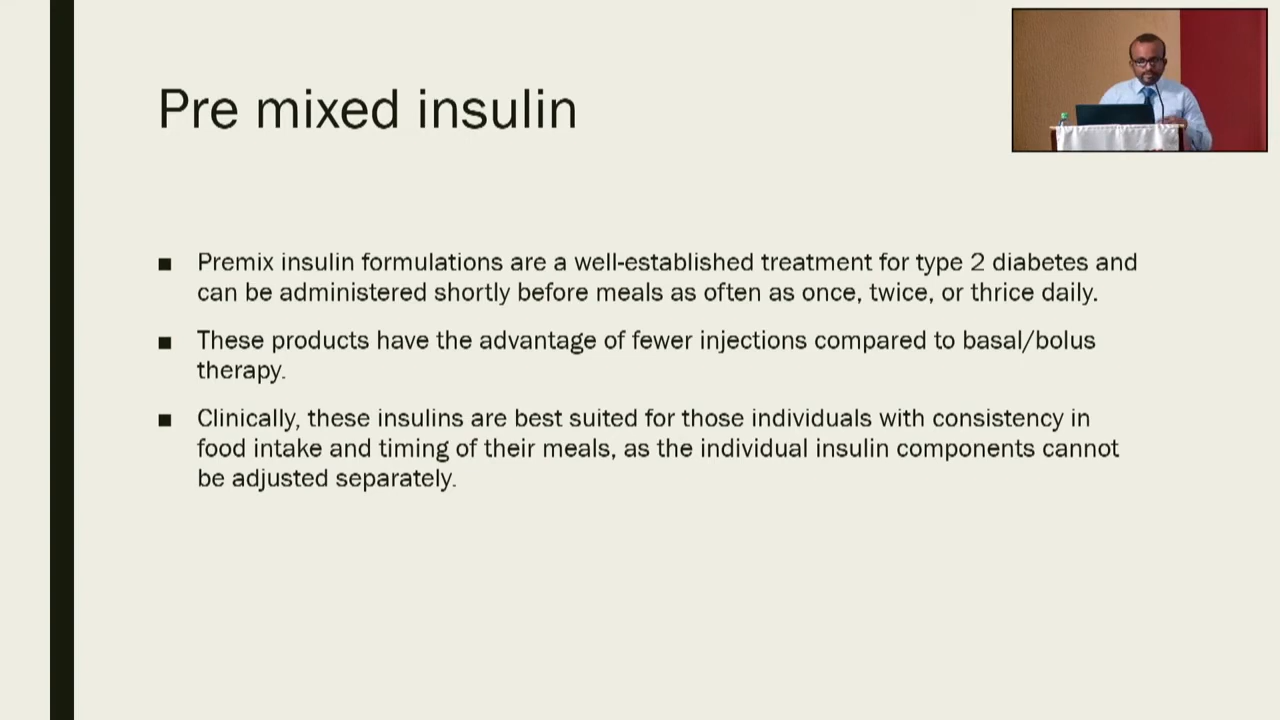 Pre mixed insulin
■ Premix insulin formulations are a well-established treatment for type 2 diabetes and
can be administered shortly before meals as often as once, twice, or thrice daily.
■ These products have the advantage of fewer injections compared to basal/bolus
therapy.
■ Clinically, these insulins are best suited for those individuals with consistency in
food intake and timing of their meals, as the individual insulin components cannot
be adjusted separately.